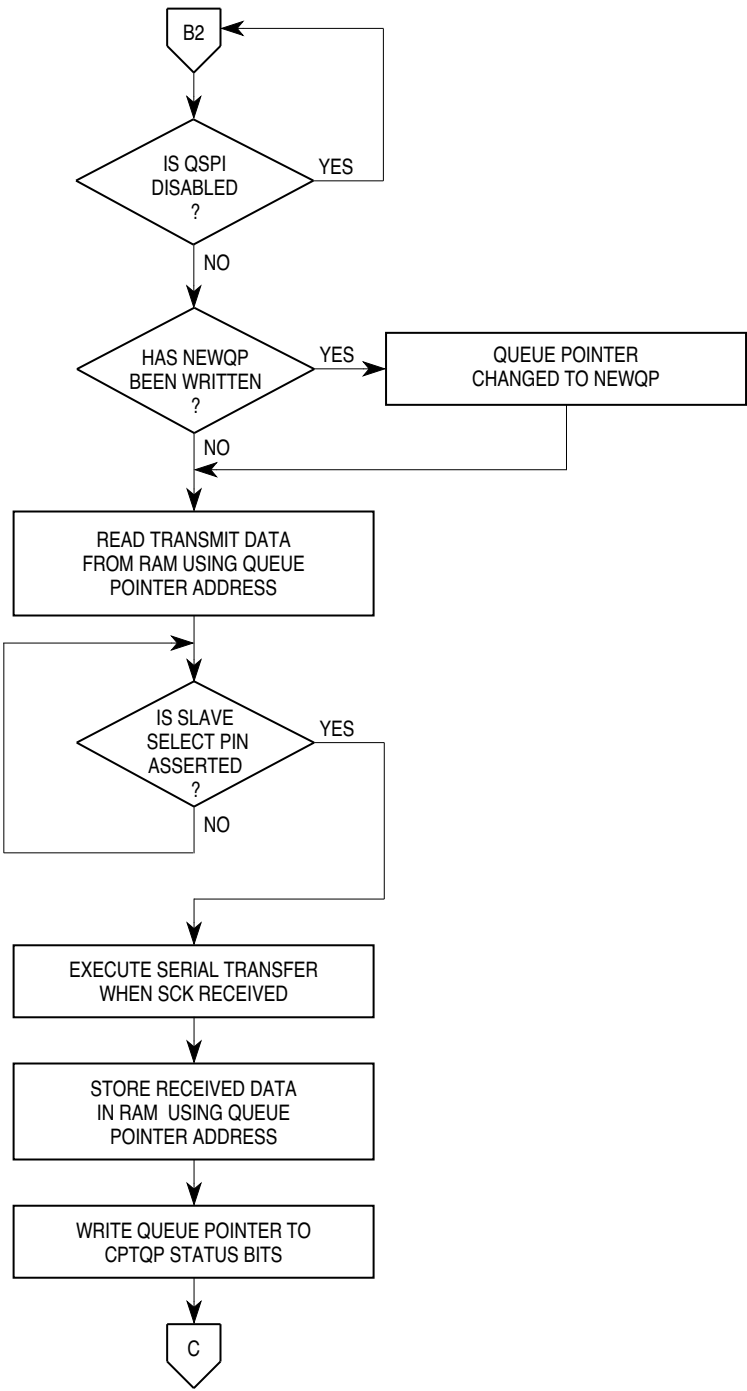 B2
IS QSPI
DISABLED
?
YES
NO
HAS NEWQP
BEEN WRITTEN
?
YES
QUEUE POINTER
CHANGED TO NEWQP
NO
READ TRANSMIT DATA
FROM RAM USING QUEUE
POINTER ADDRESS
IS SLAVE
SELECT PIN
ASSERTED
?
YES
NO
EXECUTE SERIAL TRANSFER
WHEN SCK RECEIVED
STORE RECEIVED DATA
IN RAM USING QUEUE
POINTER ADDRESS
WRITE QUEUE POINTER TO
CPTQP STATUS BITS
C